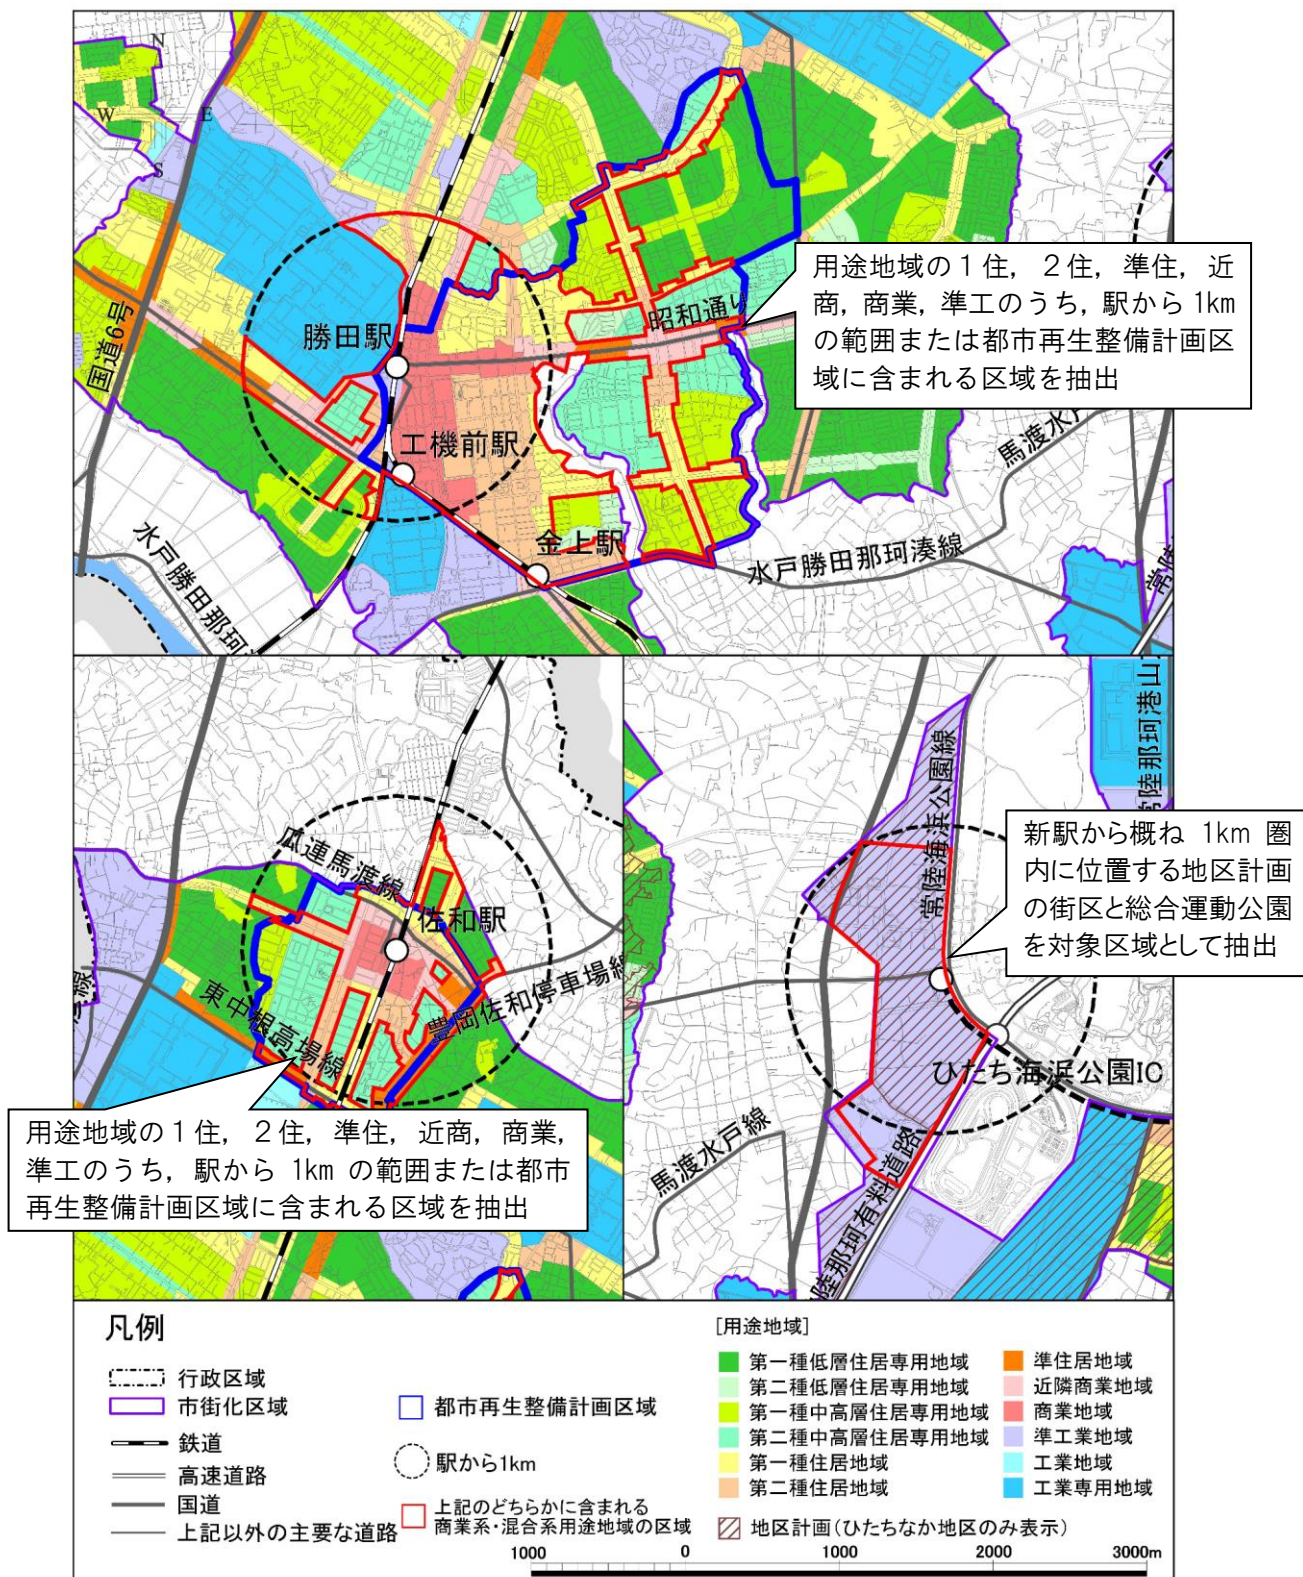 N
W
E
S
国道6号
勝田駅
昭和通り
工機前駅
金上駅
水戸勝田那珂
水戸勝田那珂湊線
馬渡水戸
常陸
用途地域の1住，2住，準住，近
商，商業，準工のうち，駅から1km
の範囲または都市再生整備計画区
域に含まれる区域を抽出
瓜連馬渡線
佐和駅
東中根高場線
豊岡佐和停車場線
用途地域の1住，2住，準住，近商，商業，
準工のうち，駅から 1km の範囲または都市
再生整備計画区域に含まれる区域を抽出
常陸海浜公園線
常陸那珂港山
新駅から概ね 1km 圏
内に位置する地区計画
の街区と総合運動公園
を対象区域として抽出
ひたち海浜公園IC
馬渡水戸線
陸那珂有料道路
凡例
行政区域
市街化区域
鉄道
高速道路
国道
上記以外の主要な道路
都市再生整備計画区域
駅から1km
上記のどちらかに含まれる
商業系・混合系用途地域の区域
[用途地域]
第一種低層住居専用地域
第二種低層住居専用地域
第一種中高層住居専用地域
第二種中高層住居専用地域
第一種住居地域
第二種住居地域
準住居地域
近隣商業地域
商業地域
準工業地域
工業地域
工業専用地域
地区計画(ひたちなか地区のみ表示)
1000 0 1000 2000 3000m